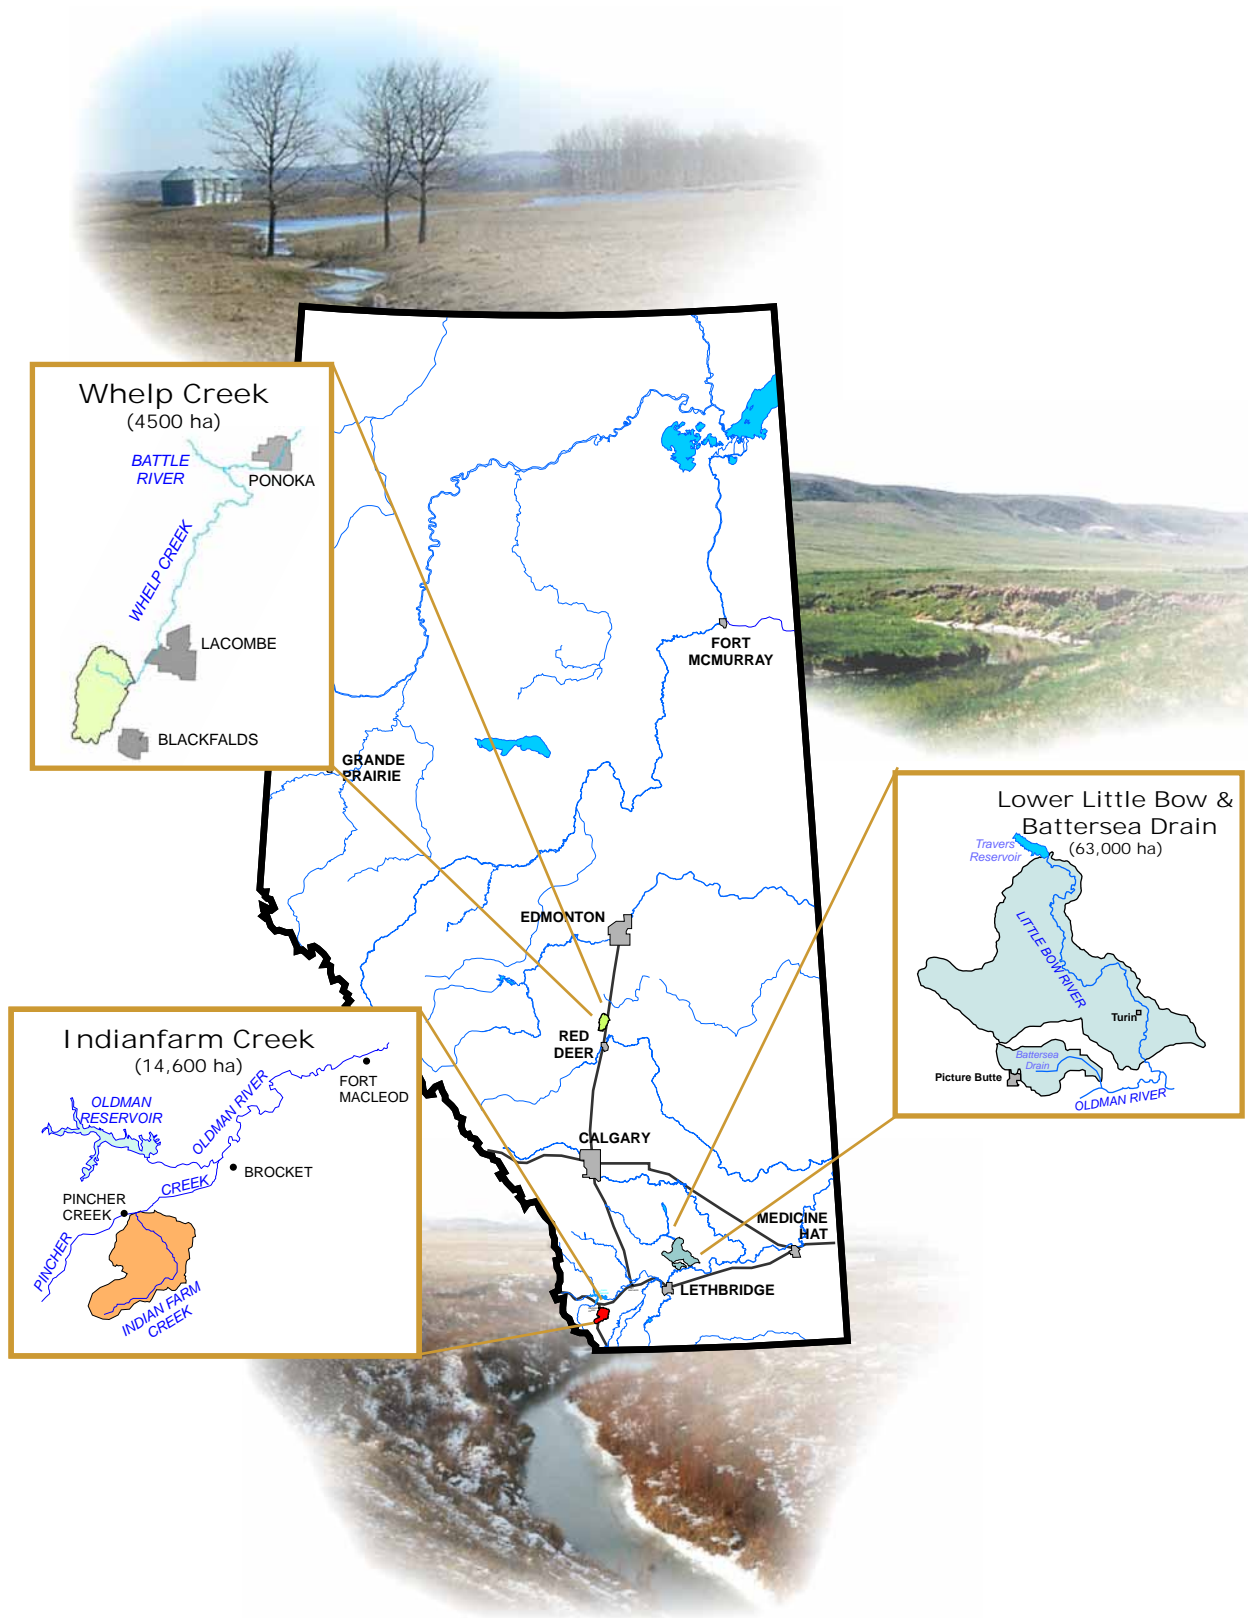 Whelp Creek
(4500 ha)
BATTLE
RIVER
PONOKA
WHELP CREEK
LACOMBE
BLACKFALDS
FORT
MCMURRAY
GRANDE
PRAIRIE
EDMONTON
RED
DEER
CALGARY
MEDICINE
HAT
LETHBRIDGE
Lower Little Bow &
Battersea Drain
(63,000 ha)
Travers
Reservoir
LITTLE BOW RIVER
Turin
Battersea
Drain
Picture Butte
OLDMAN RIVER
Indianfarm Creek
(14,600 ha)
FORT
MACLEOD
OLDMAN
RESERVOIR
OLDMAN RIVER
BROCKET
CREEK
PINCHER
CREEK
PINCHER
INDIAN FARM
CREEK